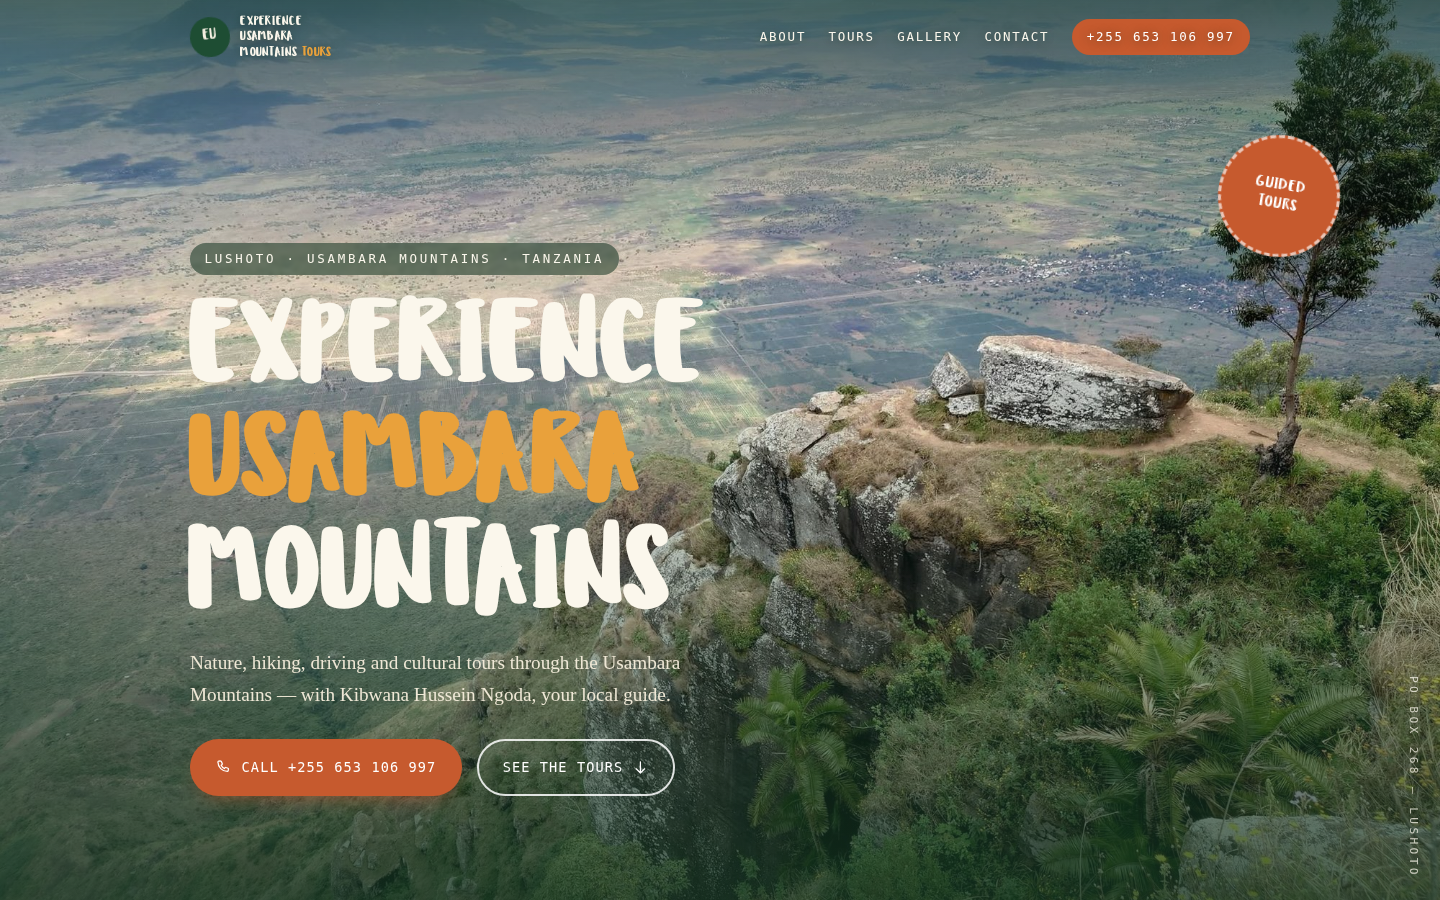 EU
EXPERIENCE
USAMBARA
MOUNTAINS TOURS
ABOUT TOURS GALLERY CONTACT +255 653 106 997
GUIDED
TOURS
LUSHOTO · USAMBARA MOUNTAINS · TANZANIA
EXPERIENCE
USAMBARA
MOUNTAINS
Nature, hiking, driving and cultural tours through the Usambara
Mountains — with Kibwana Hussein Ngoda, your local guide.
CALL +255 653 106 997
SEE THE TOURS ↓
PO BOX 268 — LUSHOTO